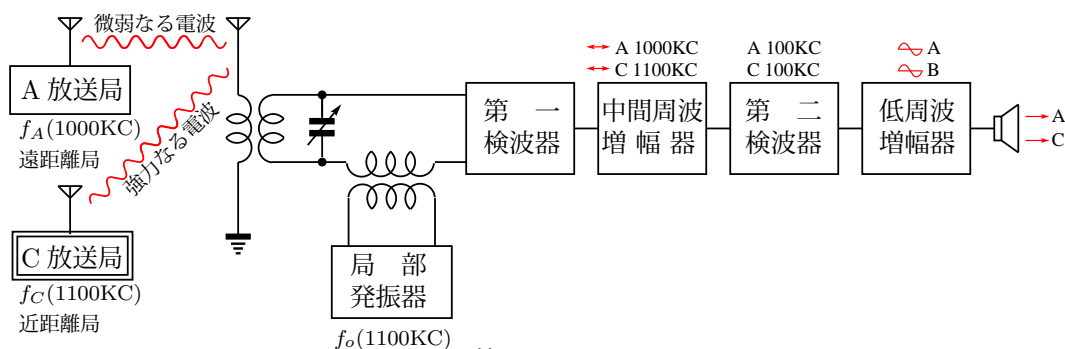 微弱なる電波
A 放送局
f_A(1000KC)
遠距離局
強力なる電波
C 放送局
f_C(1100KC)
近距離局
局 部
発振器
f_o(1100KC)
第 一
検波器
A 1000KC
C 1100KC
中間周波
増 幅 器
A 100KC
C 100KC
第 二
検波器
A
B
低周波
増幅器
A
C